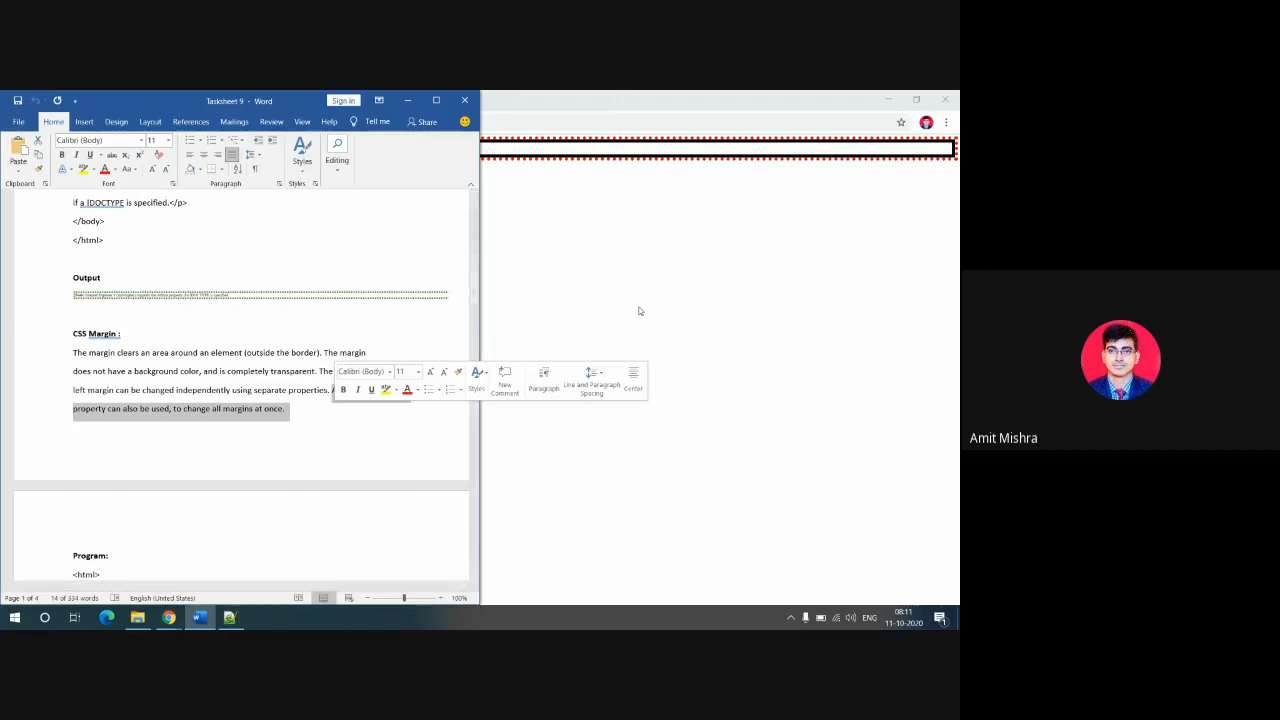 Tasksheet 9 - Word
Sign in
File
Home
Insert
Design
Layout
References
Mailings
Review
View
Help
Tell me
Share
Paste
Calibri (Body)
11
B I U abc X₂ X²
A Aa A A
Styles
Editing
Clipboard
Font
Paragraph
Styles
if a !DOCTYPE is specified.</p>
</body>
</html>
Output
CSS Margin :
The margin clears an area around an element (outside the border). The margin
does not have a background color, and is completely transparent. The
left margin can be changed independently using separate properties.
property can also be used, to change all margins at once.
Calibri (Body)
11
A A
B I U A
Styles
New
Comment
Paragraph
Line and Paragraph
Spacing
Center
Program:
<html>
Page 1 of 4
14 of 334 words
English (United States)
100%
ENG
08:11
11-10-2020
1
Amit Mishra